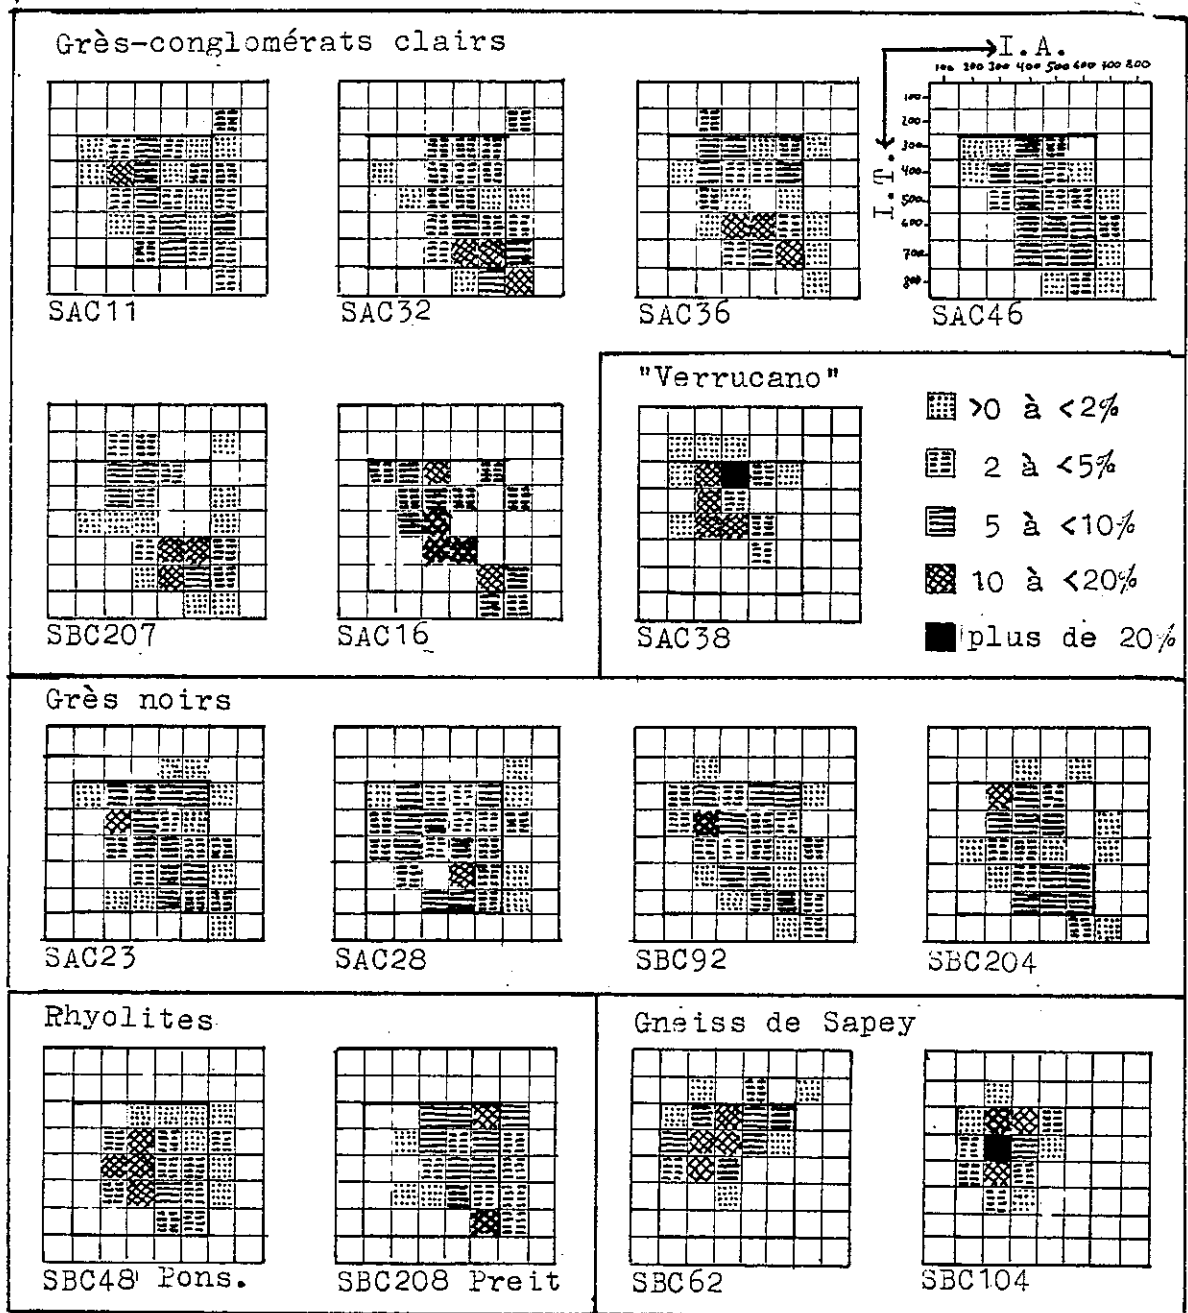 Grès-conglomérats clairs
I.A.
100 200 300 400 500 600 700 800
I.T.
100
200
300
400
500
600
700
800
SAC11 SAC32 SAC36 SAC46
"Verrucano"
>0 à <2%
2 à <5%
5 à <10%
10 à <20%
plus de 20%
SBC207 SAC16 SAC38
Grès noirs
SAC23 SAC28 SBC92 SBC204
Rhyolites
Gneiss de Sapey
SBC48 Pons. SBC208 Preit SBC62 SBC104